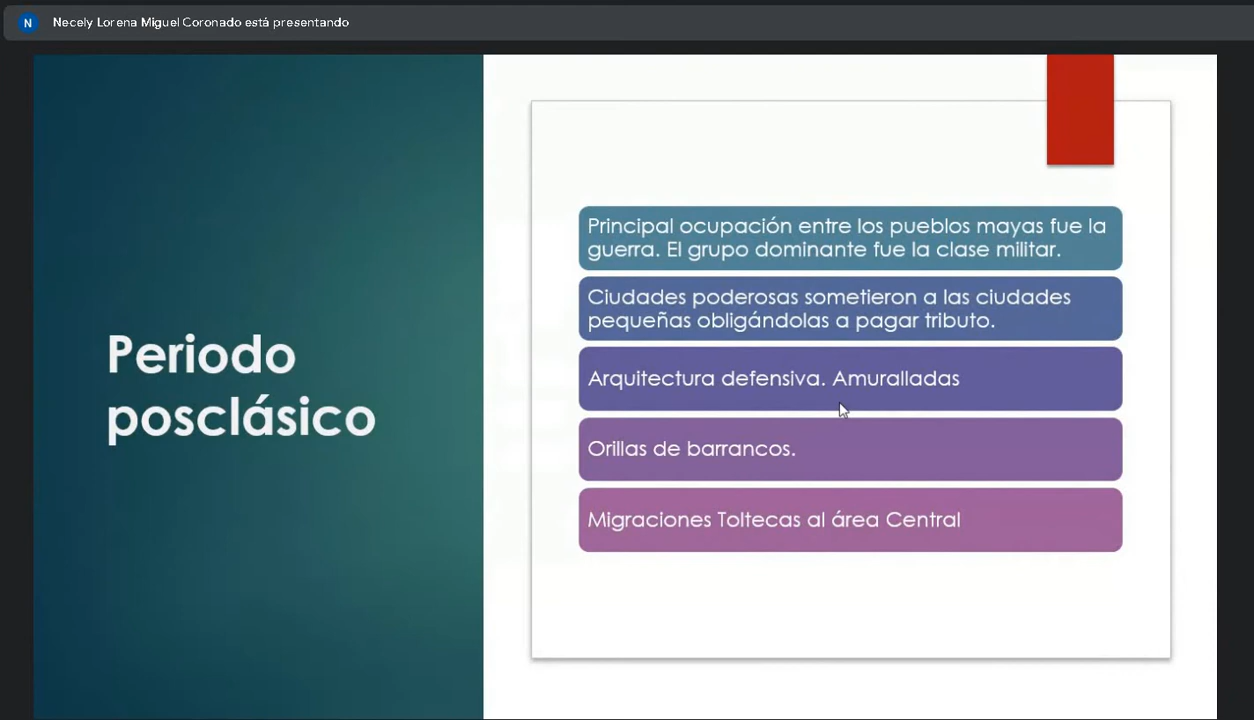 N
Necely Lorena Miguel Coronado está presentando
Periodo
posclásico
Principal ocupación entre los pueblos mayas fue la
guerra. El grupo dominante fue la clase militar.
Ciudades poderosas sometieron a las ciudades
pequeñas obligándolas a pagar tributo.
Arquitectura defensiva. Amuralladas
Orillas de barrancos.
Migraciones Toltecas al área Central